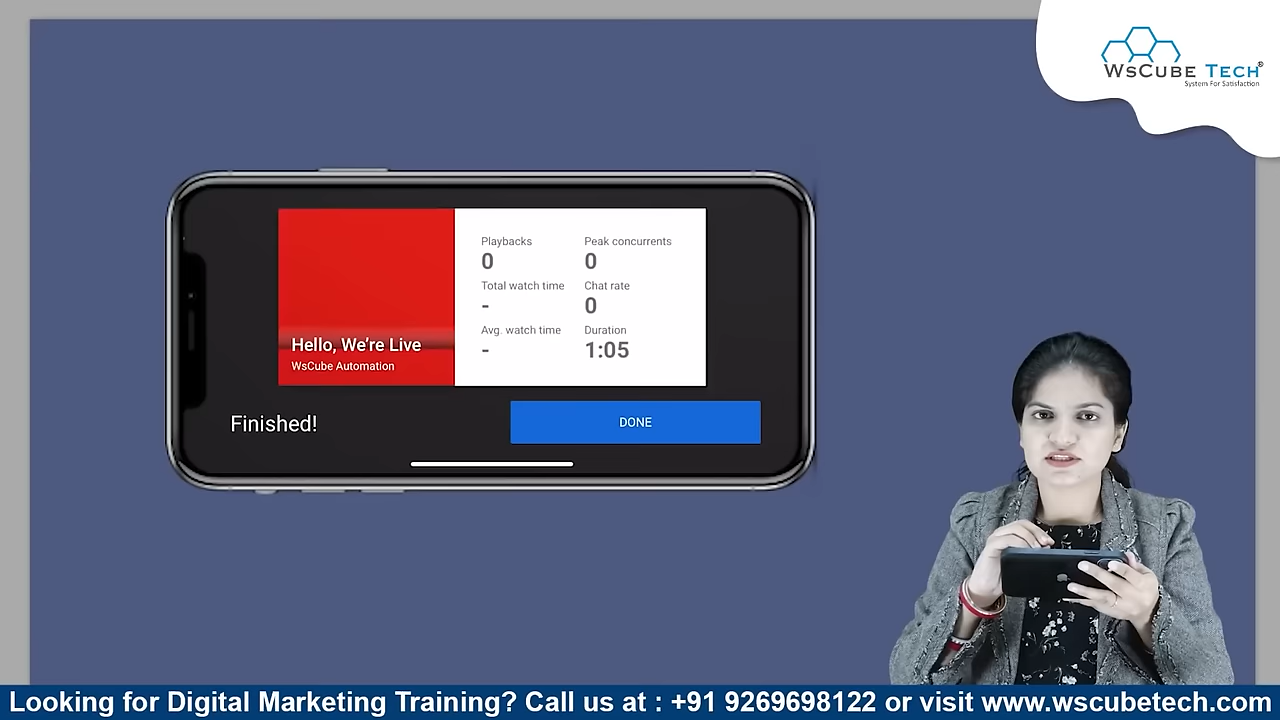 WsCube Tech®
System For Satisfaction
Playbacks
0
Peak concurrents
0
Total watch time
-
Chat rate
0
Avg. watch time
-
Duration
1:05
Hello, We’re Live
WsCube Automation
Finished!
DONE
Looking for Digital Marketing Training? Call us at : +91 9269698122 or visit www.wscubetech.com